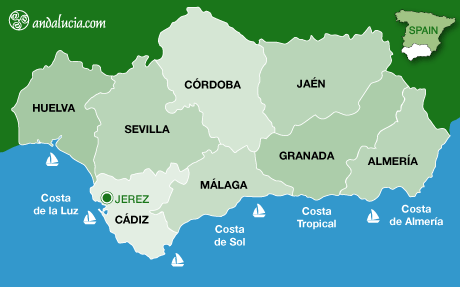 andalucia.com
SPAIN
CÓRDOBA
JAÉN
HUELVA
SEVILLA
GRANADA
ALMERÍA
MÁLAGA
JEREZ
CÁDIZ
Costa
de la Luz
Costa
de Sol
Costa
Tropical
Costa
de Almería